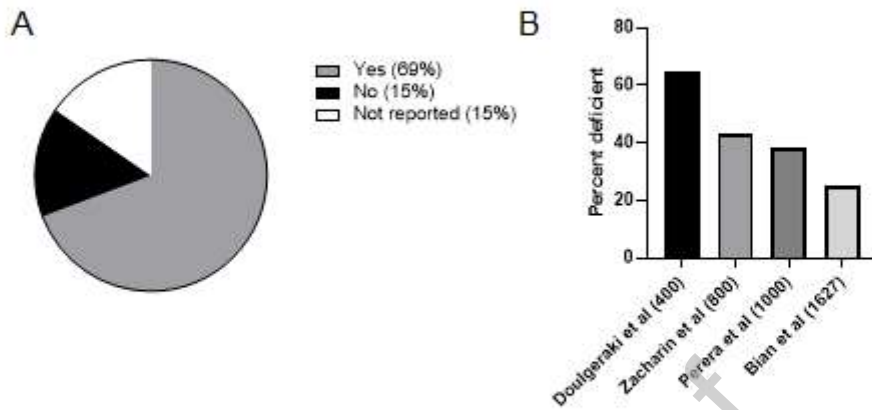 A
Yes (69%)
No (15%)
Not reported (15%)
B
Percent deficient
80
60
40
20
0
Doulgeraki et al (400)
Zacharin et al (800)
Perera et al (1000)
Bian et al (1627)
f